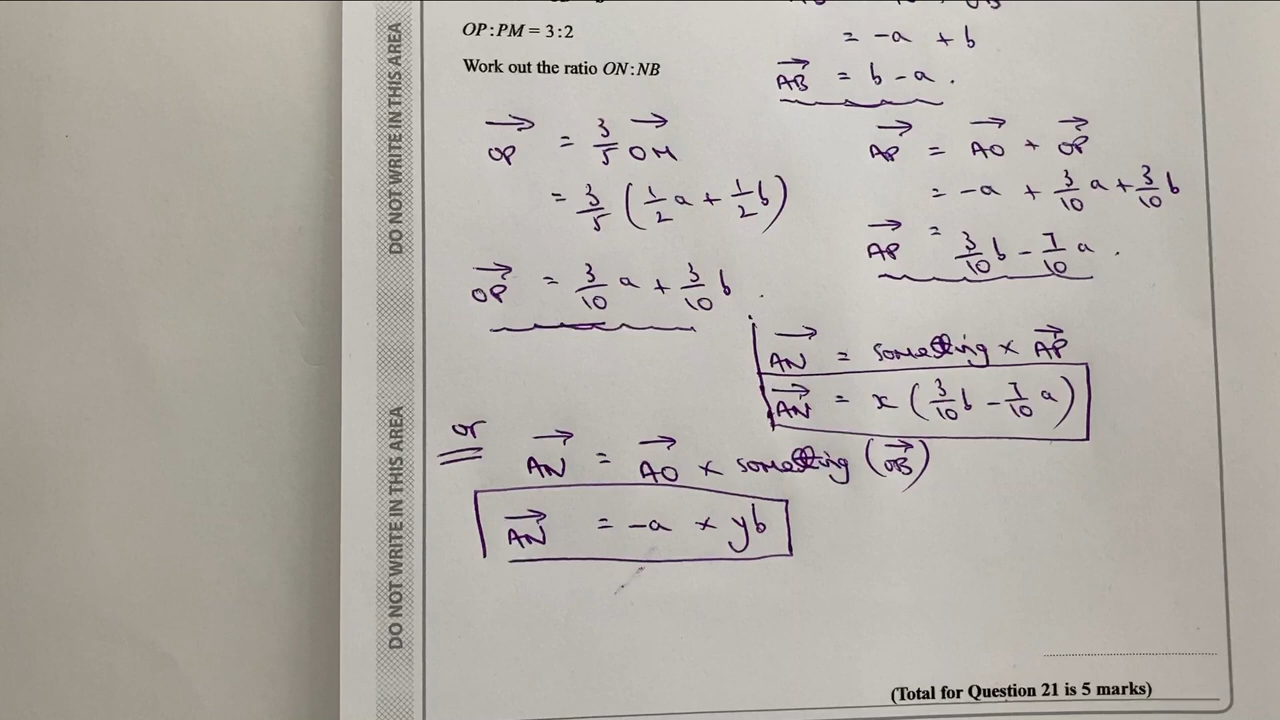 OP:PM = 3:2
Work out the ratio ON:NB
= -a + b
AB = b - a .
OP = 3/5 OM
= 3/5 (1/2 a + 1/2 b)
OP = 3/10 a + 3/10 b .
AP = AO + OP
= -a + 3/10 a + 3/10 b
AP = 3/10 b - 7/10 a .
AN = something × AP
AN = x (3/10 b - 7/10 a)
or
AN = AO × something (OB)
AN = -a × yb
(Total for Question 21 is 5 marks)
DO NOT WRITE IN THIS AREA
DO NOT WRITE IN THIS AREA